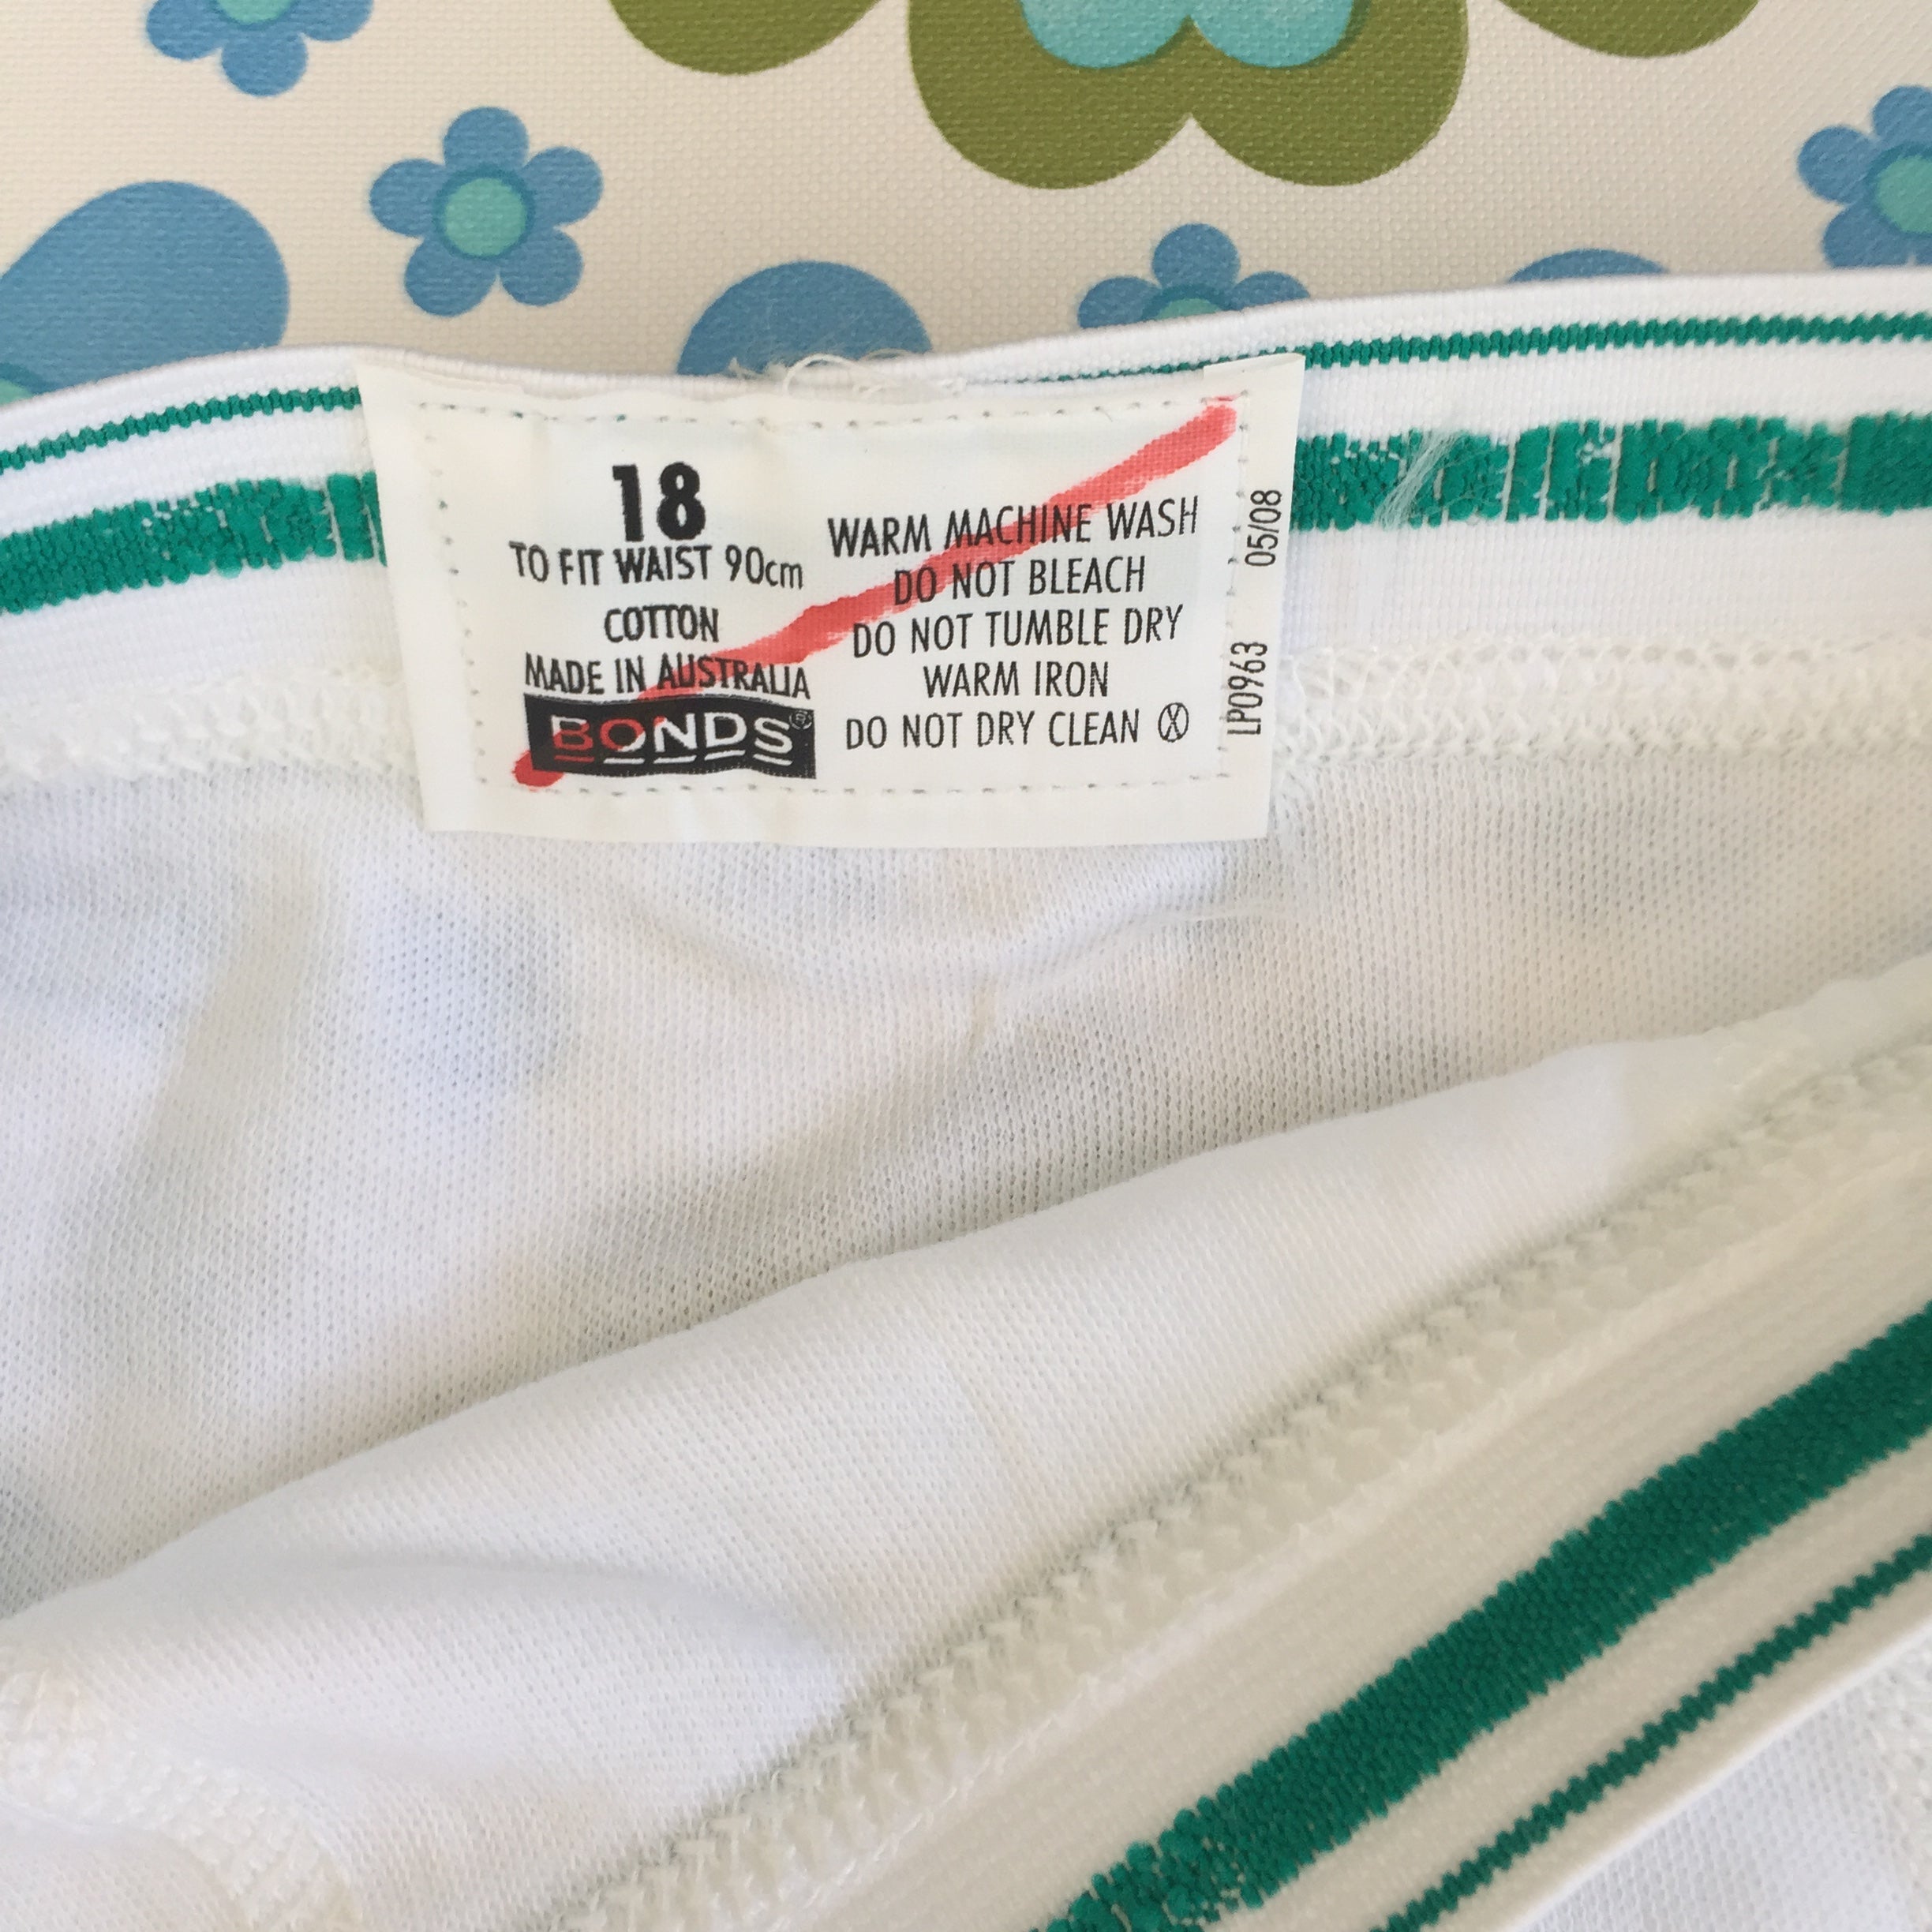 18
TO FIT WAIST 90cm
COTTON
MADE IN AUSTRALIA
BONDS®
WARM MACHINE WASH
DO NOT BLEACH
DO NOT TUMBLE DRY
WARM IRON
DO NOT DRY CLEAN Ⓧ
LP0963 05/08